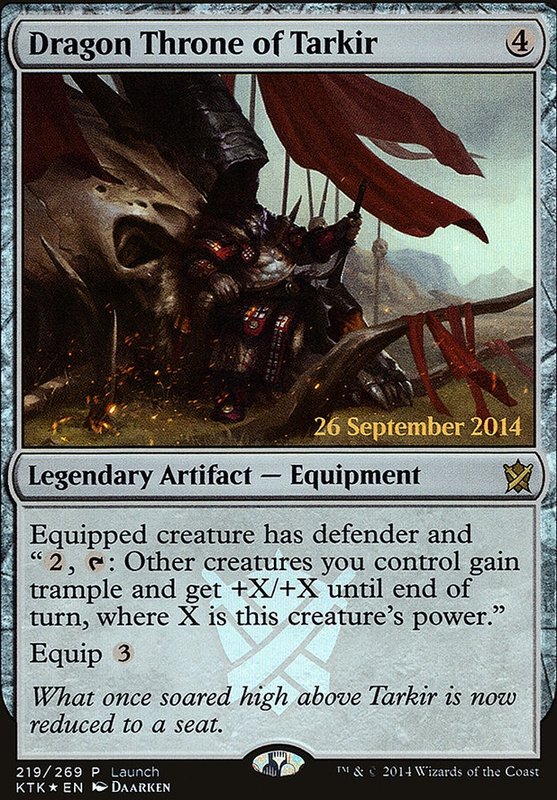 Dragon Throne of Tarkir 4
26 September 2014
Legendary Artifact — Equipment
Equipped creature has defender and
“2, : Other creatures you control gain
trample and get +X/+X until end of
turn, where X is this creature’s power.”
Equip 3
What once soared high above Tarkir is now
reduced to a seat.
219/269 P Launch
KTK ★ EN Daarken
™ & © 2014 Wizards of the Coast